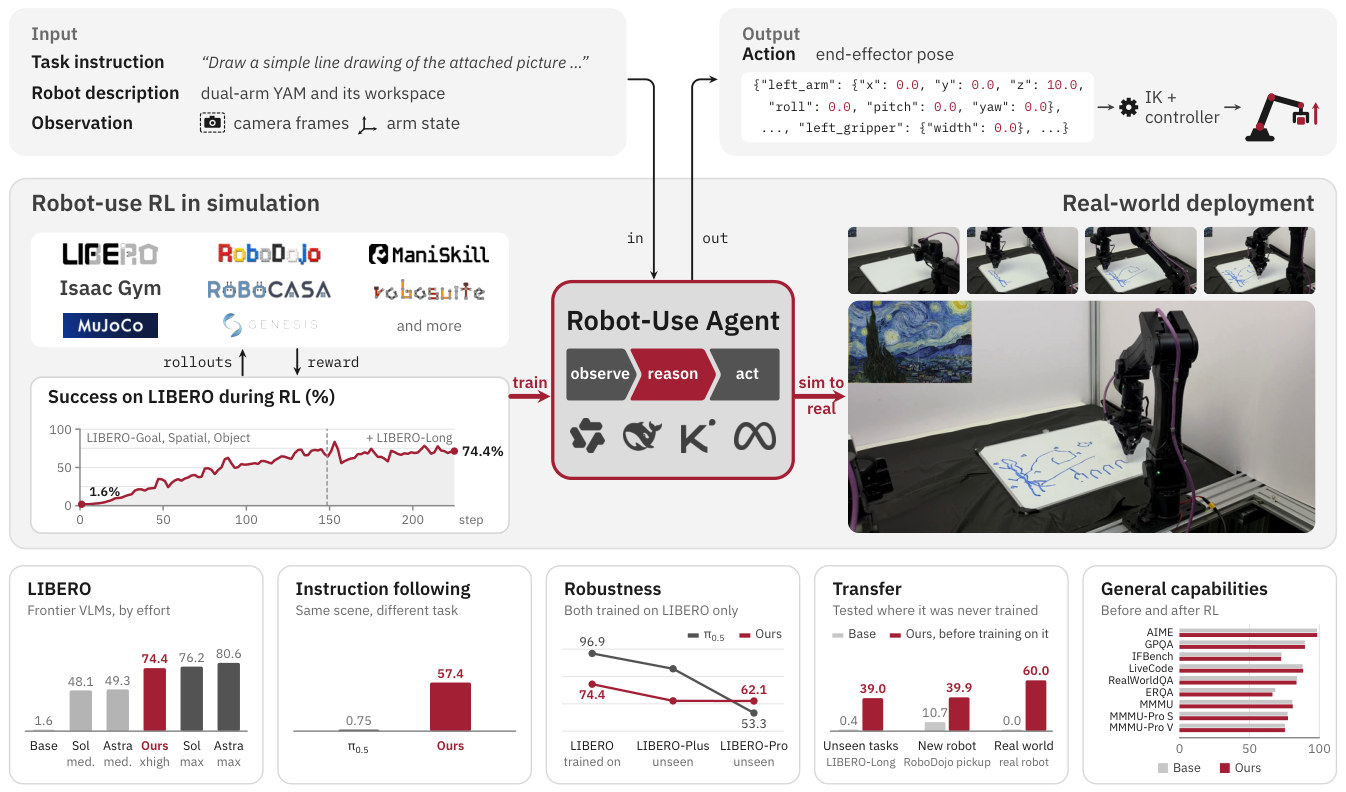 Input
Task instruction “Draw a simple line drawing of the attached picture ...”
Robot description dual-arm YAM and its workspace
Observation camera frames arm state
Output
Action end-effector pose
{"left_arm": {"x": 0.0, "y": 0.0, "z": 10.0,
"roll": 0.0, "pitch": 0.0, "yaw": 0.0},
..., "left_gripper": {"width": 0.0}, ...}
IK +
controller
Robot-use RL in simulation
Real-world deployment
LIBERO RoboDojo ManiSkill
Isaac Gym ROBOCASA robosuite
MuJoCo GENESIS and more
rollouts reward
Success on LIBERO during RL (%)
100
LIBERO-Goal, Spatial, Object + LIBERO-Long
74.4%
50
1.6%
0
0 50 100 150 200 step
in out
Robot-Use Agent
observe reason act
train
sim to
real
LIBERO
Frontier VLMs, by effort
1.6 48.1 49.3 74.4 76.2 80.6
Base Sol Astra Ours Sol Astra
med. med. xhigh max max
Instruction following
Same scene, different task
0.75 57.4
π0.5 Ours
Robustness
Both trained on LIBERO only
π0.5 Ours
96.9
74.4
62.1
53.3
LIBERO LIBERO-Plus LIBERO-Pro
trained on unseen unseen
Transfer
Tested where it was never trained
Base Ours, before training on it
0.4 39.0 10.7 39.9 0.0 60.0
Unseen tasks New robot Real world
LIBERO-Long RoboDojo pickup real robot
General capabilities
Before and after RL
AIME
GPQA
IFBench
LiveCode
RealWorldQA
ERQA
MMMU
MMMU-Pro S
MMMU-Pro V
0 50 100
Base Ours